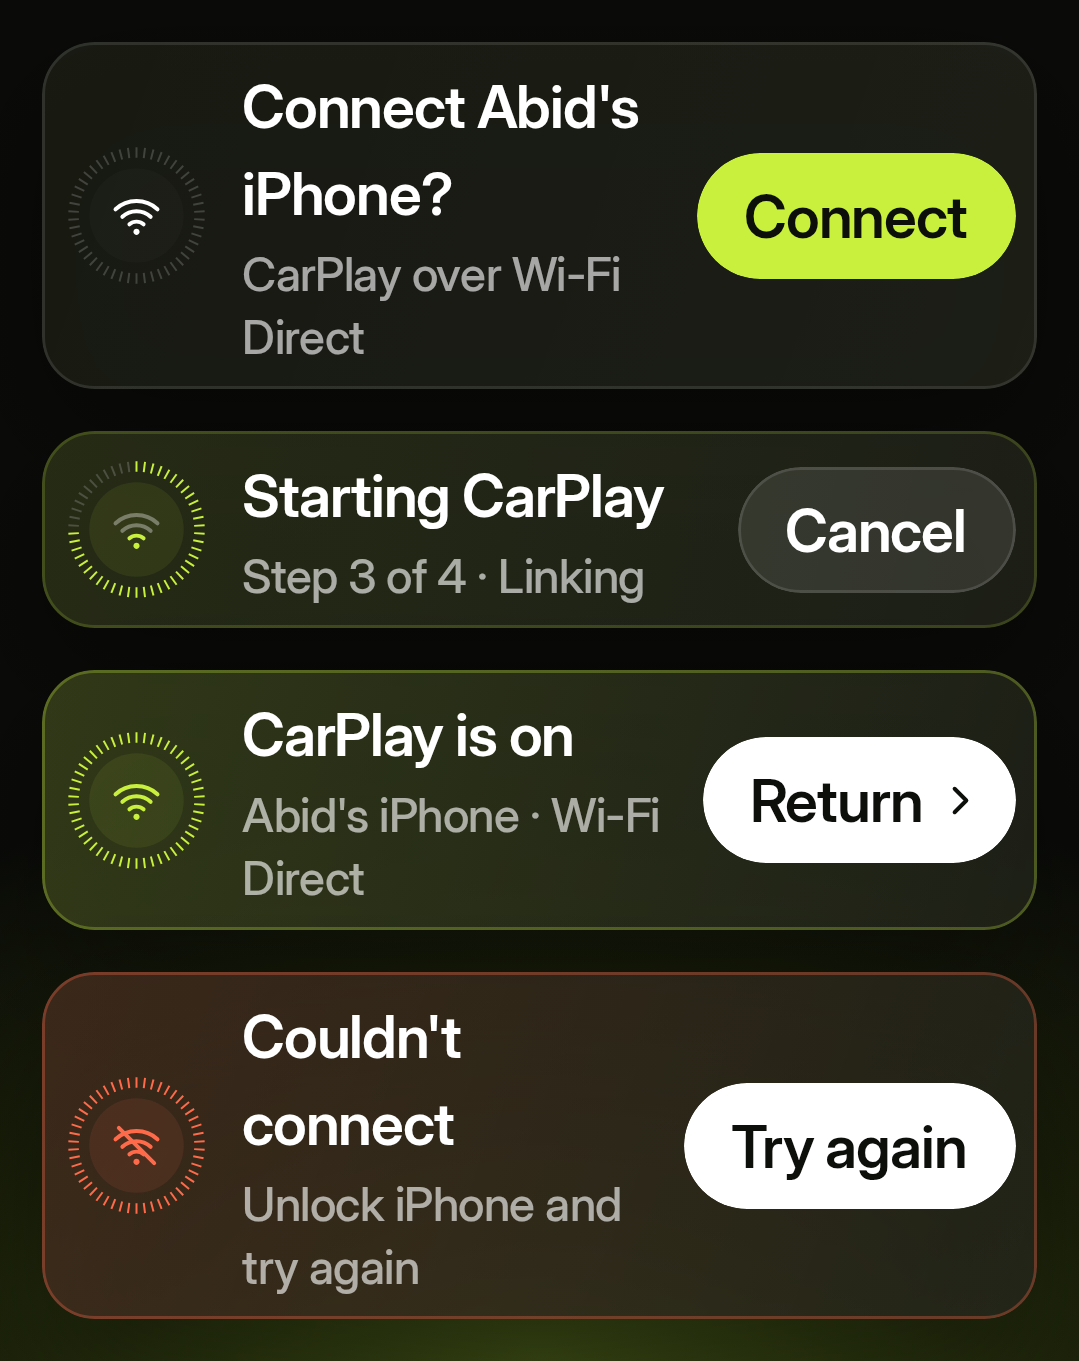 Connect Abid's
iPhone?
CarPlay over Wi-Fi
Direct
Connect
Starting CarPlay
Step 3 of 4 · Linking
Cancel
CarPlay is on
Abid's iPhone · Wi-Fi
Direct
Return
Couldn't
connect
Unlock iPhone and
try again
Try again